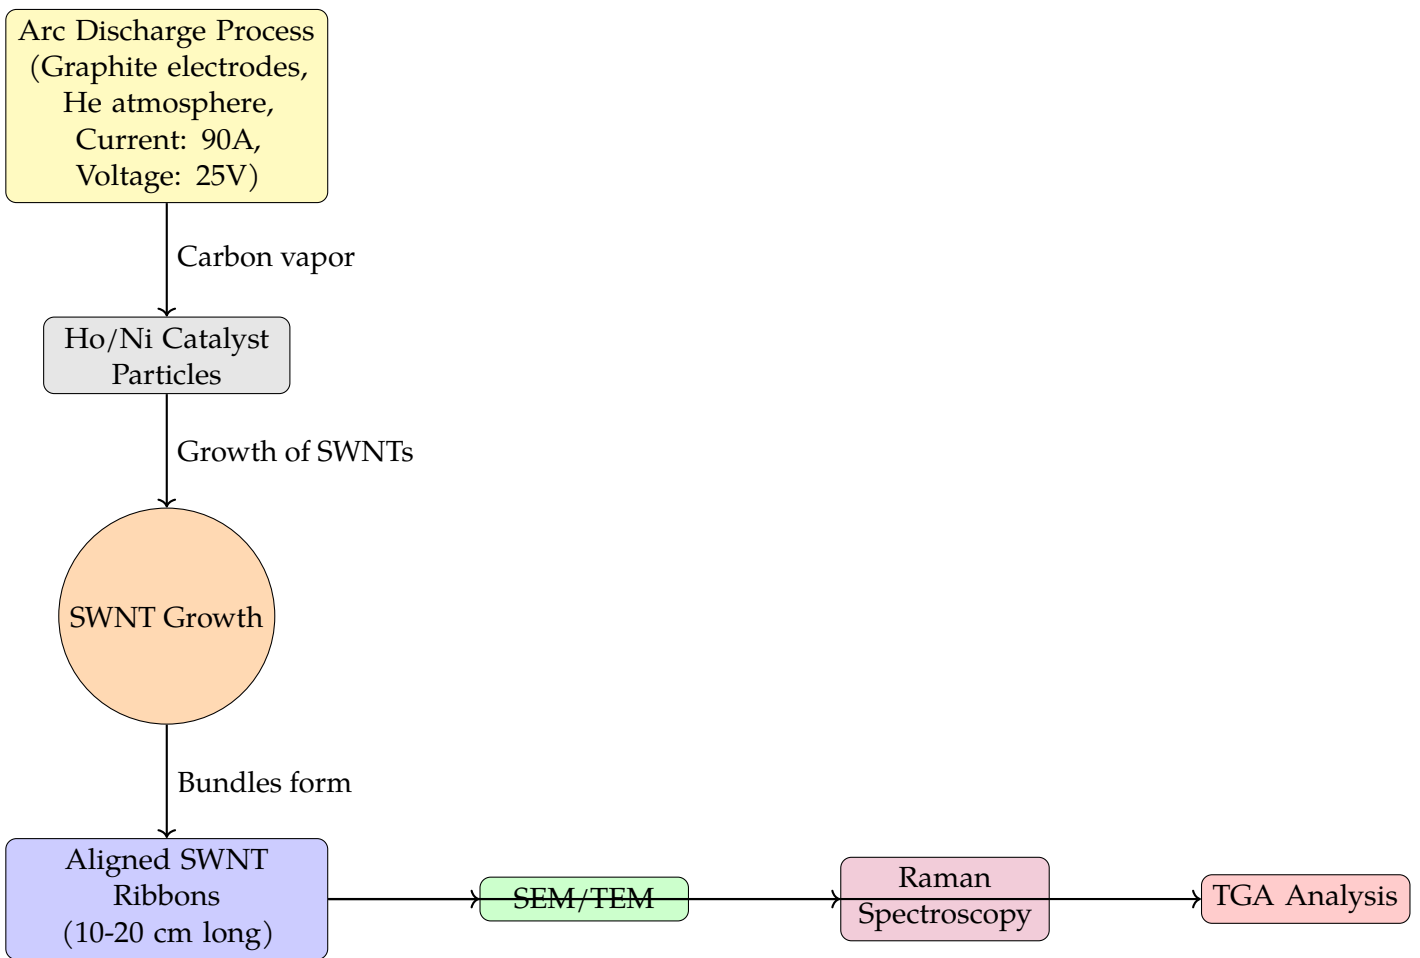 Arc Discharge Process
(Graphite electrodes,
He atmosphere,
Current: 90A,
Voltage: 25V)
Carbon vapor
Ho/Ni Catalyst
Particles
Growth of SWNTs
SWNT Growth
Bundles form
Aligned SWNT
Ribbons
(10-20 cm long)
SEM/TEM
Raman
Spectroscopy
TGA Analysis